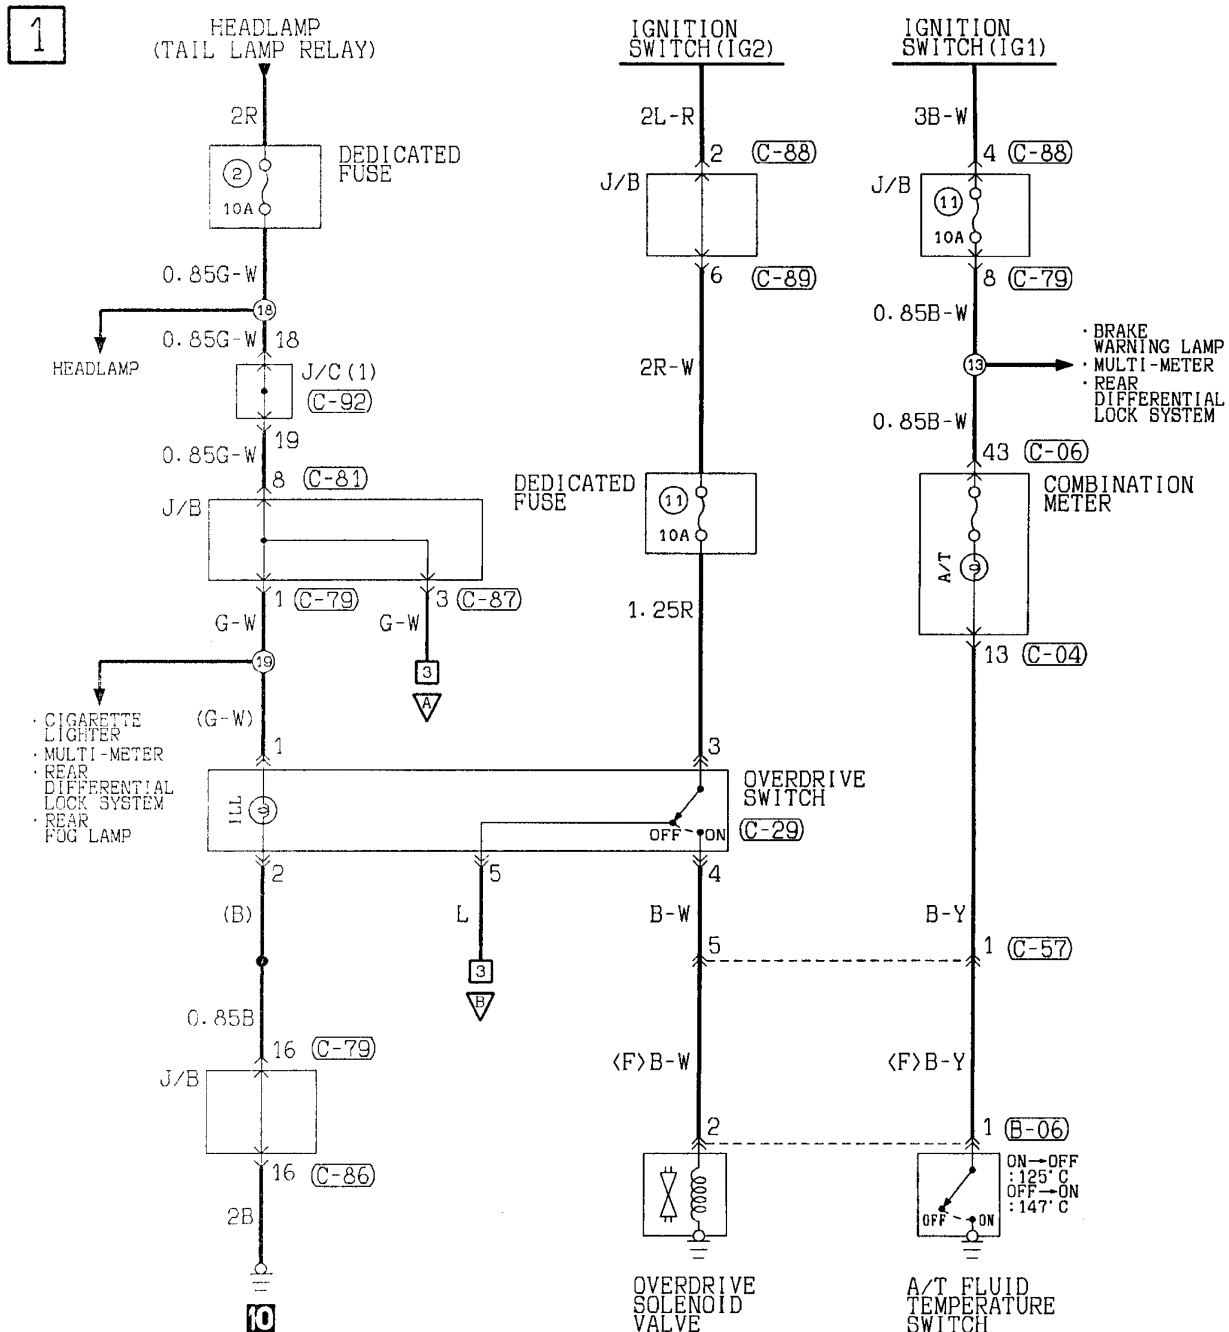 1
HEADLAMP
(TAIL LAMP RELAY)
IGNITION
SWITCH(IG2)
IGNITION
SWITCH(IG1)
2R
2L-R
3B-W
DEDICATED
FUSE
2
10A
2 C-88
4 C-88
J/B
J/B
11
10A
0.85G-W
6 C-89
8 C-79
18
0.85B-W
0.85G-W 18
HEADLAMP
J/C(1)
C-92
2R-W
13
· BRAKE
WARNING LAMP
· MULTI-METER
· REAR
DIFFERENTIAL
LOCK SYSTEM
0.85B-W
19
0.85G-W
8 C-81
43 C-06
J/B
DEDICATED
FUSE
11
10A
COMBINATION
METER
A/T
1 C-79
3 C-87
G-W
G-W
1.25R
19
3
A
13 C-04
· CIGARETTE
LIGHTER
· MULTI-METER
· REAR
DIFFERENTIAL
LOCK SYSTEM
· REAR
FOG LAMP
(G-W)
1
3
ILL
OFF ON
OVERDRIVE
SWITCH
C-29
2
5
4
(B)
L
B-W
B-Y
5
1 C-57
3
B
0.85B
16 C-79
J/B
<F>B-W
<F>B-Y
2
1 B-06
16 C-86
ON→OFF
:125°C
OFF→ON
:147°C
OFF ON
2B
10
OVERDRIVE
SOLENOID
VALVE
A/T FLUID
TEMPERATURE
SWITCH